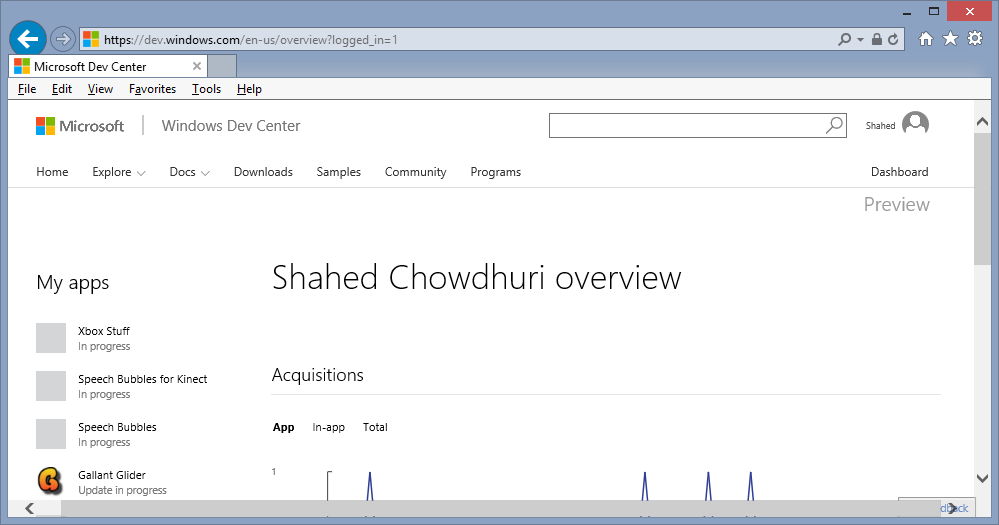 https://dev.windows.com/en-us/overview?logged_in=1
Microsoft Dev Center
File Edit View Favorites Tools Help
Microsoft Windows Dev Center Shahed
Home Explore Docs Downloads Samples Community Programs Dashboard
Preview
My apps
Shahed Chowdhuri overview
Xbox Stuff
In progress
Speech Bubbles for Kinect
In progress
Speech Bubbles
In progress
Gallant Glider
Update in progress
Acquisitions
App In-app Total
1